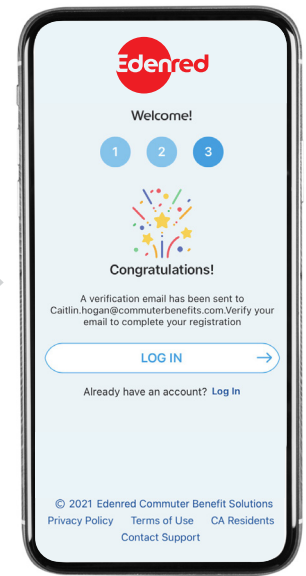 Edenred
Welcome!
1 2 3
Congratulations!
A verification email has been sent to
Caitlin.hogan@commuterbenefits.com.Verify your
email to complete your registration
LOG IN
Already have an account? Log In
© 2021 Edenred Commuter Benefit Solutions
Privacy Policy Terms of Use CA Residents
Contact Support